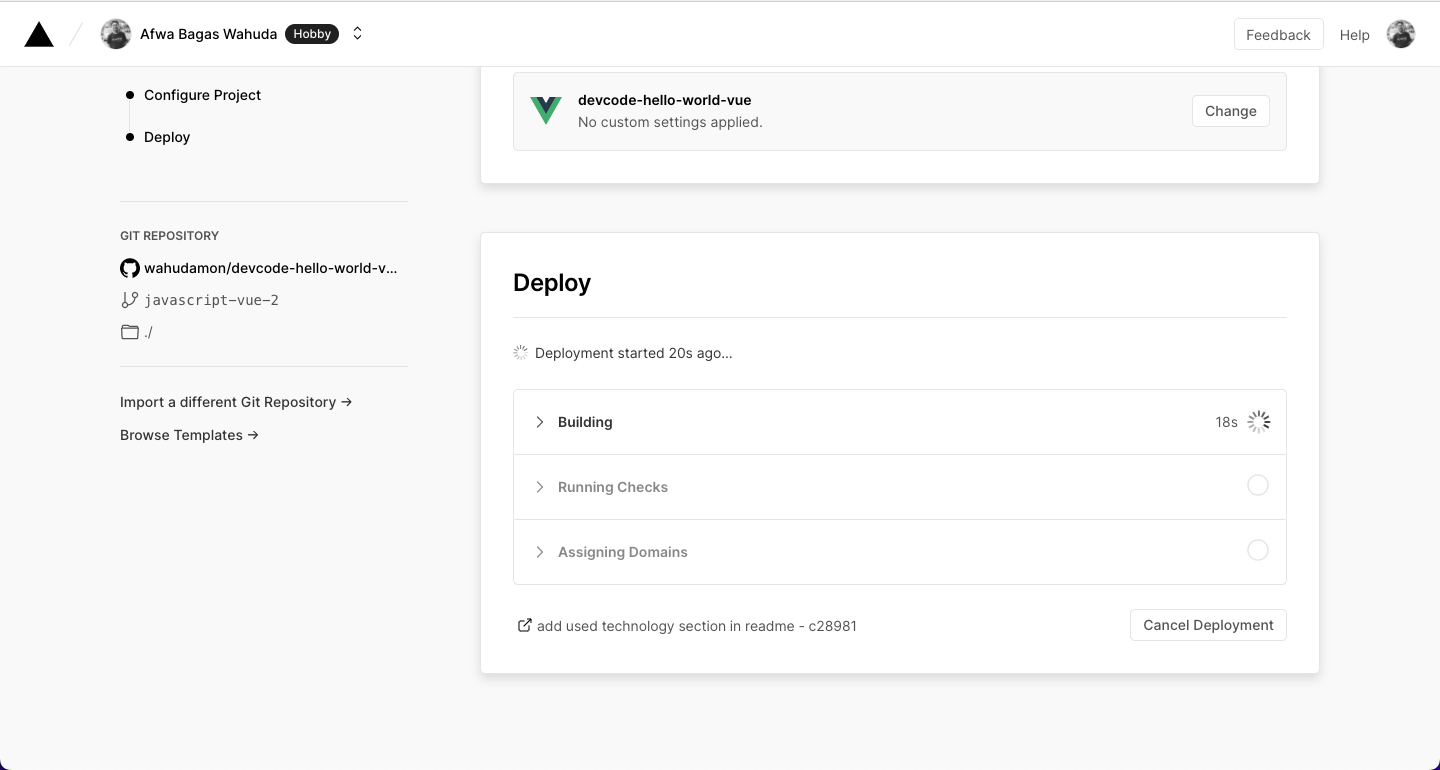 Afwa Bagas Wahuda Hobby
Feedback Help
Configure Project
Deploy
GIT REPOSITORY
wahudamon/devcode-hello-world-v...
javascript-vue-2
./
Import a different Git Repository →
Browse Templates →
devcode-hello-world-vue
No custom settings applied.
Change
Deploy
Deployment started 20s ago...
Building 18s
Running Checks
Assigning Domains
add used technology section in readme - c28981
Cancel Deployment